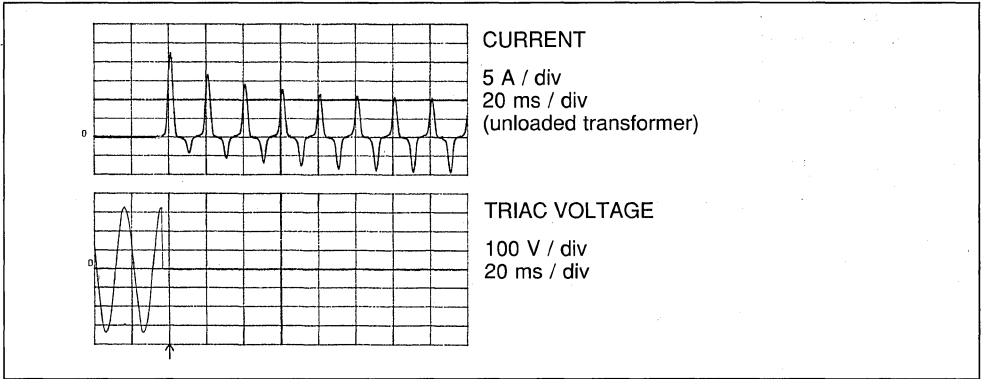 CURRENT
5 A / div
20 ms / div
(unloaded transformer)
0
TRIAC VOLTAGE
100 V / div
20 ms / div
0